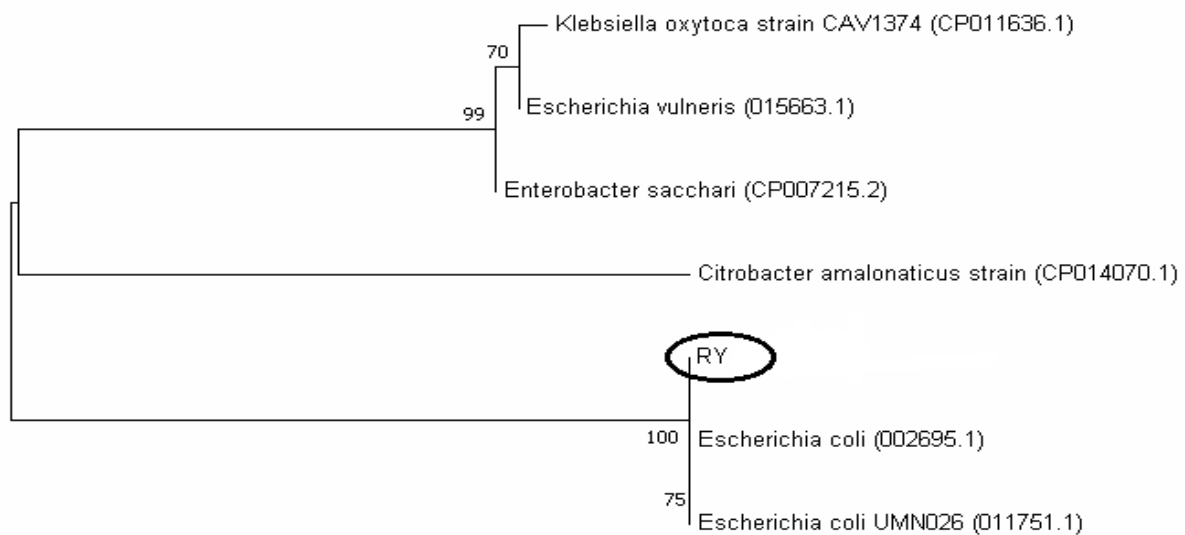 Klebsiella oxytoca strain CAV1374 (CP011636.1)
70
Escherichia vulneris (015663.1)
99
Enterobacter sacchari (CP007215.2)
Citrobacter amalonaticus strain (CP014070.1)
RY
100
Escherichia coli (002695.1)
75
Escherichia coli UMN026 (011751.1)